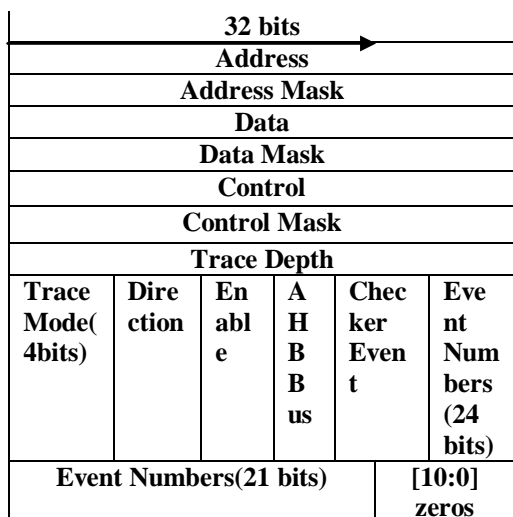 32 bits
Address
Address Mask
Data
Data Mask
Control
Control Mask
Trace Depth
Trace Mode( 4bits)
Dire ction
En abl e
A H B B us
Chec ker Even t
Eve nt Num bers (24 bits)
Event Numbers(21 bits)
[10:0] zeros